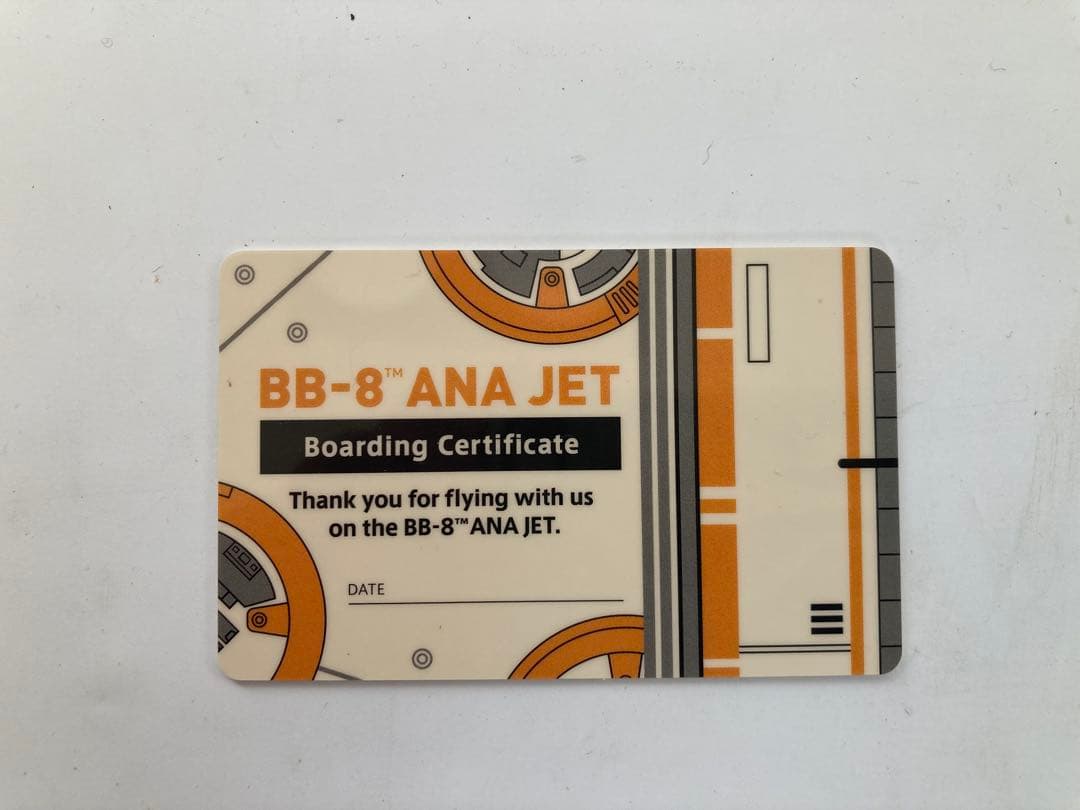 BB-8™ ANA JET
Boarding Certificate
Thank you for flying with us
on the BB-8™ ANA JET.
DATE